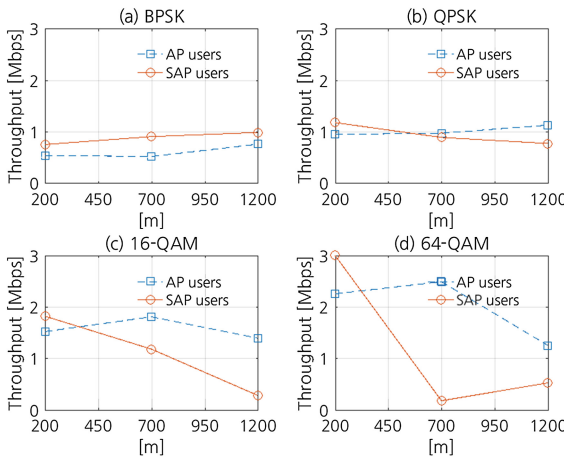 (a) BPSK
3
2
1
0
Throughput [Mbps]
AP users
SAP users
200 450 700 950 1200
[m]
(b) QPSK
3
2
1
0
Throughput [Mbps]
AP users
SAP users
200 450 700 950 1200
[m]
(c) 16-QAM
3
2
1
0
Throughput [Mbps]
AP users
SAP users
200 450 700 950 1200
[m]
(d) 64-QAM
3
2
1
0
Throughput [Mbps]
AP users
SAP users
200 450 700 950 1200
[m]